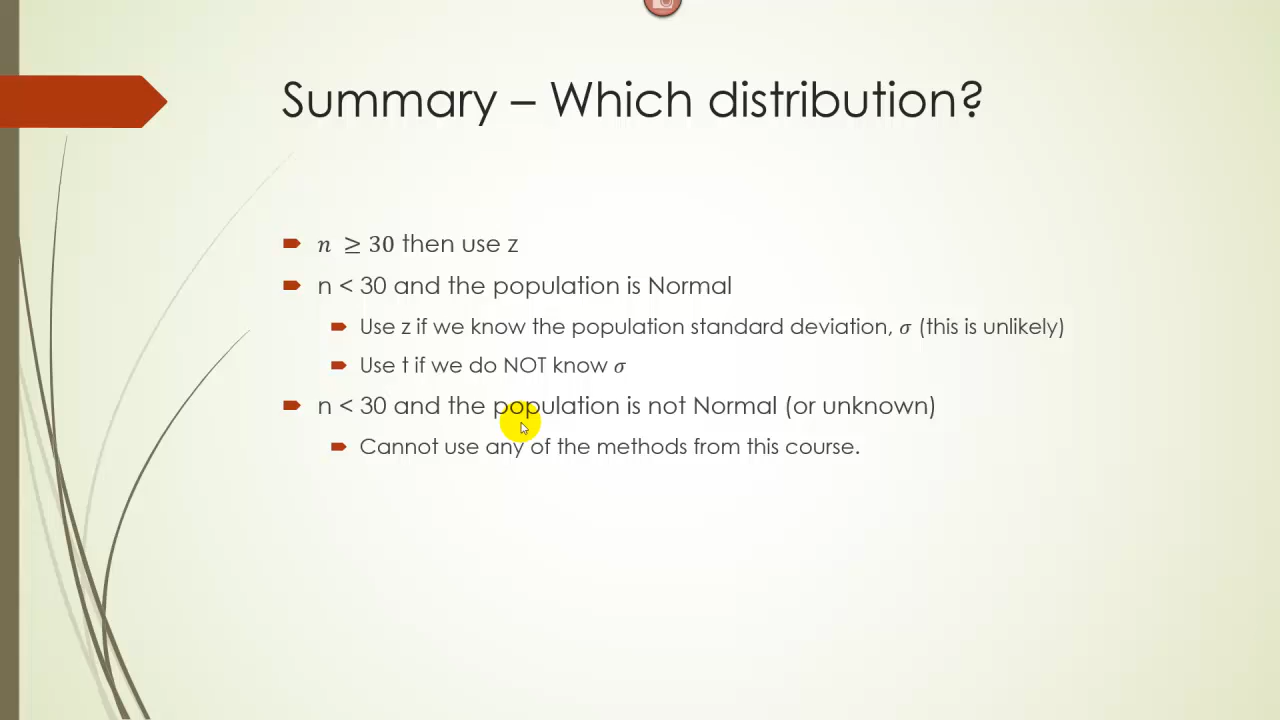 Summary – Which distribution?
𝑛 ≥ 30 then use z
n < 30 and the population is Normal
Use z if we know the population standard deviation, 𝜎 (this is unlikely)
Use t if we do NOT know 𝜎
n < 30 and the population is not Normal (or unknown)
Cannot use any of the methods from this course.